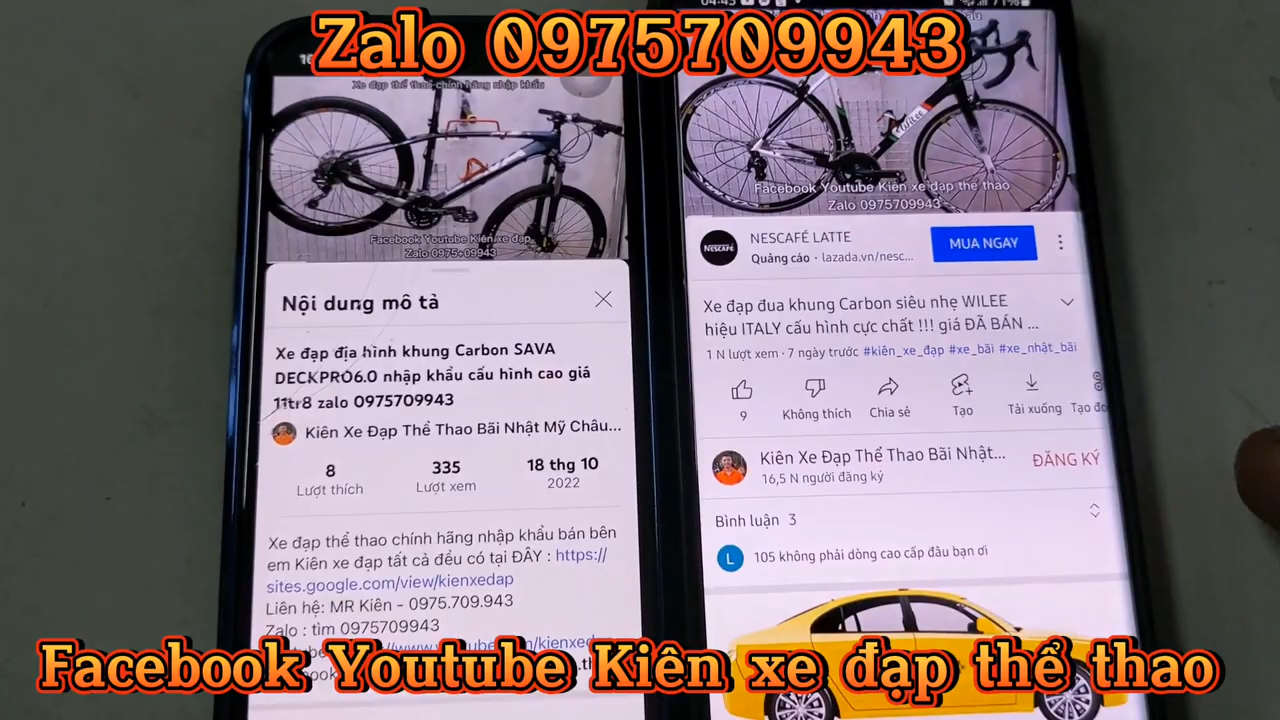 Zalo 0975709943
Xe đạp thể thao chính hãng nhập khẩu
Facebook Youtube Kiên xe đạp
Zalo 0975+09943
Nội dung mô tả
Xe đạp địa hình khung Carbon SAVA
DECKPRO6.0 nhập khẩu cấu hình cao giá
11tr8 zalo 0975709943
Kiên Xe Đạp Thể Thao Bãi Nhật Mỹ Châu...
8
Lượt thích
335
Lượt xem
18 thg 10
2022
Xe đạp thể thao chính hãng nhập khẩu bán bên
em Kiên xe đạp tất cả đều có tại ĐÂY : https://
sites.google.com/view/kienxedap
Liên hệ: MR Kiên - 0975.709.943
Zalo : tìm 0975709943
04:43
71%
WILEE
Facebook Youtube Kiên xe đạp thể thao
Zalo 0975709943
NESCAFÉ
NESCAFÉ LATTE
Quảng cáo · lazada.vn/nesc...
MUA NGAY
Xe đạp đua khung Carbon siêu nhẹ WILEE
hiệu ITALY cấu hình cực chất !!! giá ĐÃ BÁN ...
1 N lượt xem · 7 ngày trước #kiên_xe_đạp #xe_bãi #xe_nhật_bãi
9
Không thích
Chia sẻ
Tạo
Tải xuống
Tạo đo
Kiên Xe Đạp Thể Thao Bãi Nhật...
16,5 N người đăng ký
ĐĂNG KÝ
Bình luận 3
L
105 không phải dòng cao cấp đâu bạn ơi
Facebook Youtube Kiên xe đạp thể thao